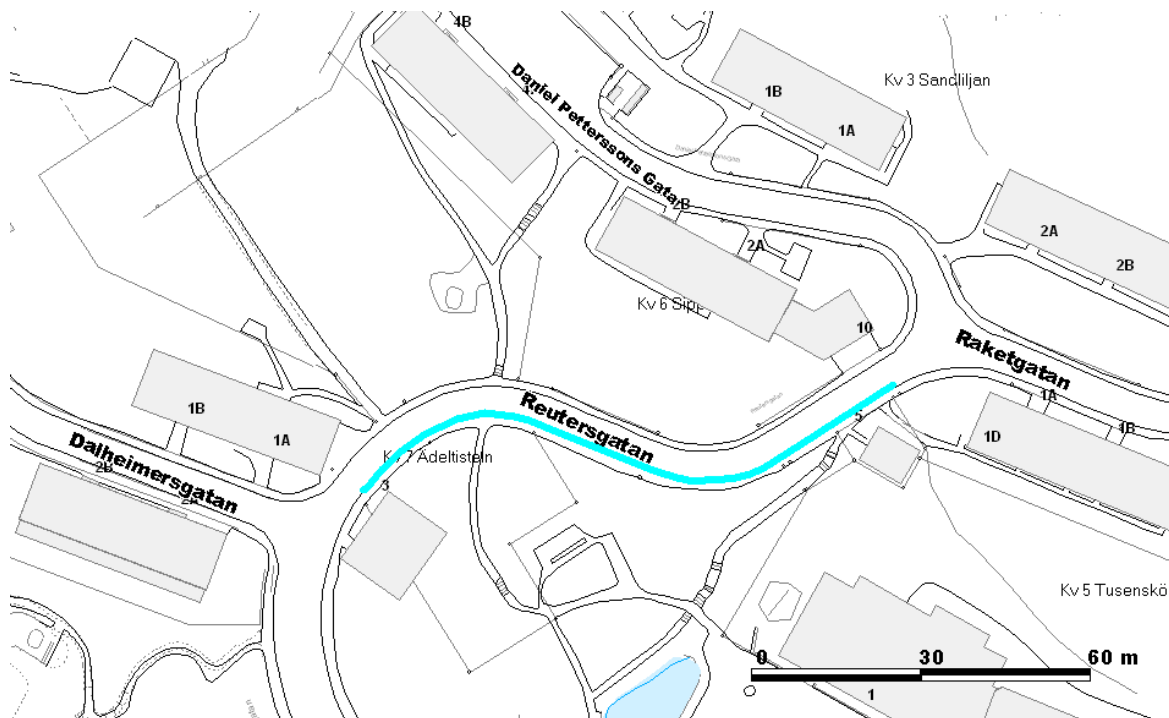 4B
1B
Kv 3 Sandliljan
1A
Daniel Petterssons Gata
2B
2A
2A
2B
Kv 6 Sipp
10
Raketgatan
Reutersgatan
1A
5
1B
1B
1A
1D
Kv 7 Ädeltisteln
Dalheimersgatan
2B
3
Kv 5 Tusenskö
0 30 60 m
1